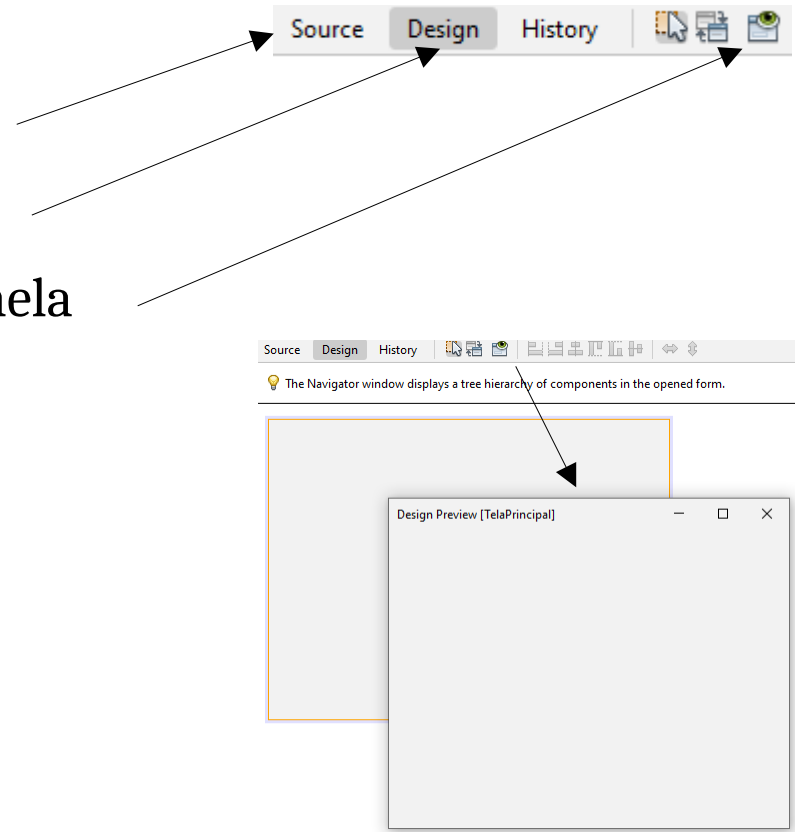 Source Design History
nela
Source Design History
The Navigator window displays a tree hierarchy of components in the opened form.
Design Preview [TelaPrincipal]